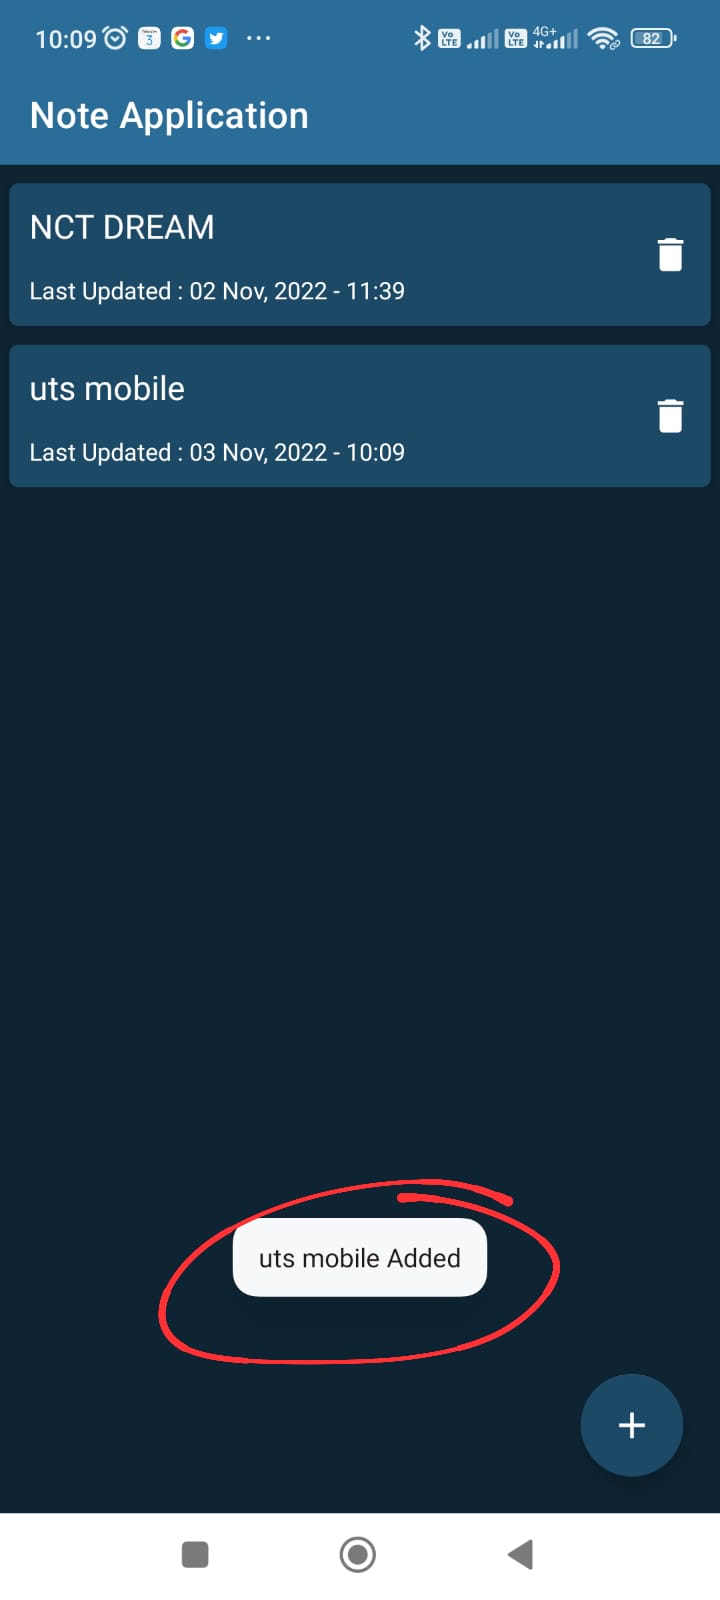 10:09 3 G ... Vo LTE Vo LTE 4G+ 82
Note Application
NCT DREAM
Last Updated : 02 Nov, 2022 - 11:39
uts mobile
Last Updated : 03 Nov, 2022 - 10:09
uts mobile Added
+